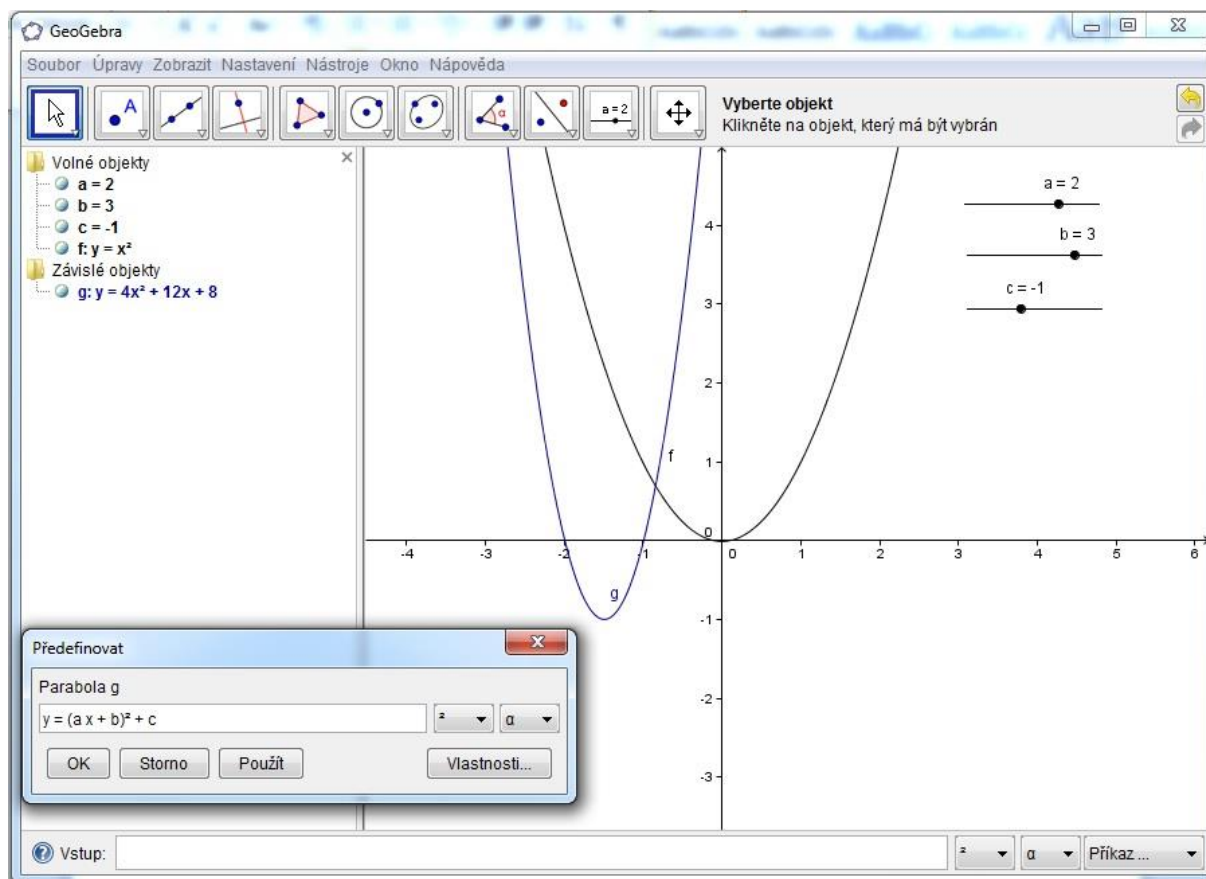 GeoGebra
Soubor Úpravy Zobrazit Nastavení Nástroje Okno Nápověda
A
α
a = 2
Vyberte objekt
Klikněte na objekt, který má být vybrán
Volné objekty
a = 2
b = 3
c = -1
f: y = x²
Závislé objekty
g: y = 4x² + 12x + 8
a = 2
b = 3
c = -1
4
3
2
f
1
0
-4 -3 -2 -1 0 1 2 3 4 5 6
g
-1
-2
-3
Předefinovat
Parabola g
y = (a x + b)² + c
² α
OK Storno Použít Vlastnosti...
Vstup: ² α Příkaz ...